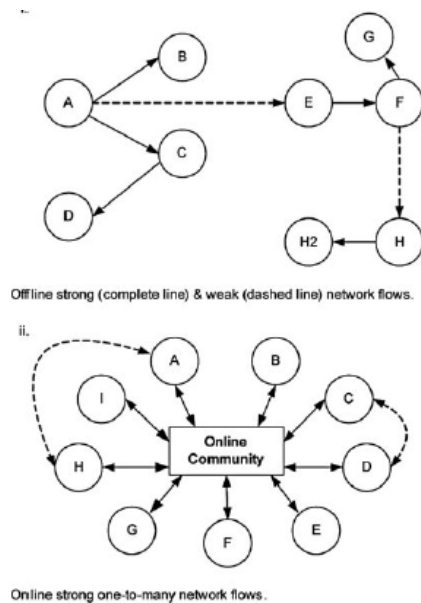 B
G
A
E
F
C
D
H2
H
Offline strong (complete line) & weak (dashed line) network flows.
ii.
A
B
I
C
Online
Community
H
D
G
F
E
Online strong one-to-many network flows.